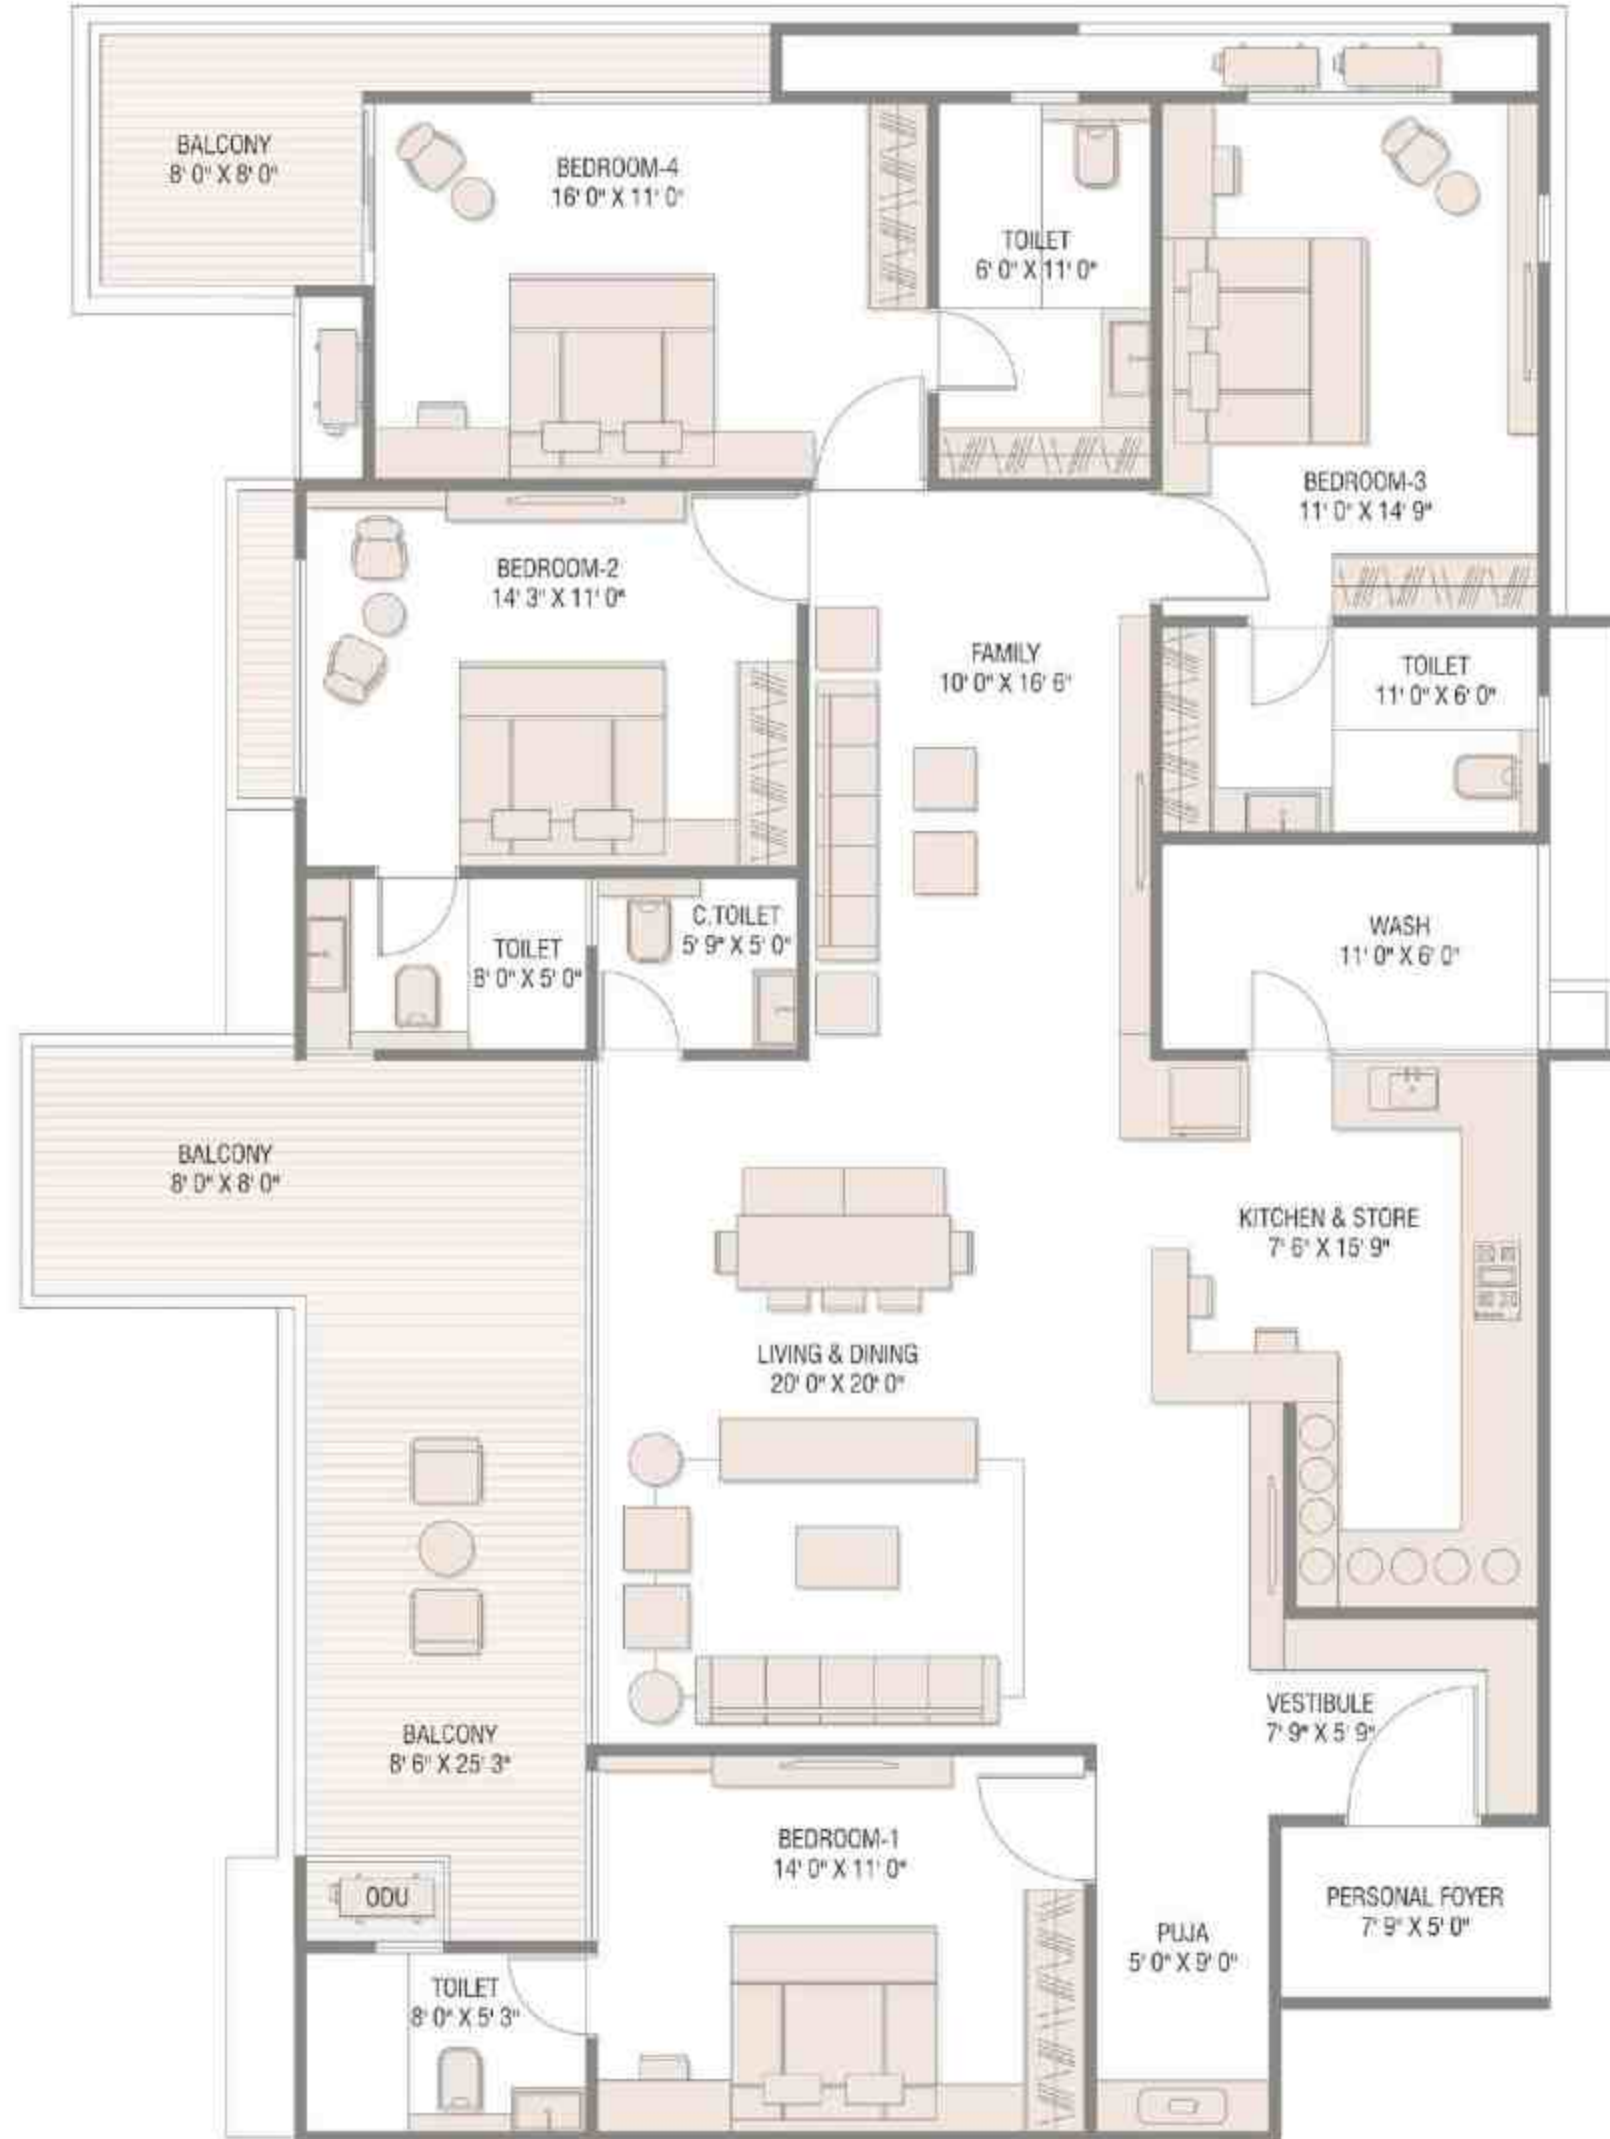 BALCONY
8' 0" X 8' 0"
BEDROOM-4
16' 0" X 11' 0"
TOILET
6' 0" X 11' 0"
BEDROOM-3
11' 0" X 14' 9"
BEDROOM-2
14' 3" X 11' 0"
FAMILY
10' 0" X 16' 6"
TOILET
11' 0" X 6' 0"
C.TOILET
5' 9" X 5' 0"
TOILET
8' 0" X 5' 0"
WASH
11' 0" X 6' 0"
BALCONY
8' 0" X 8' 0"
KITCHEN & STORE
7' 6" X 15' 9"
LIVING & DINING
20' 0" X 20' 0"
BALCONY
8' 6" X 25' 3"
VESTIBULE
7' 9" X 5' 9"
BEDROOM-1
14' 0" X 11' 0"
ODU
PERSONAL FOYER
7' 9" X 5' 0"
PUJA
5' 0" X 9' 0"
TOILET
8' 0" X 5' 3"